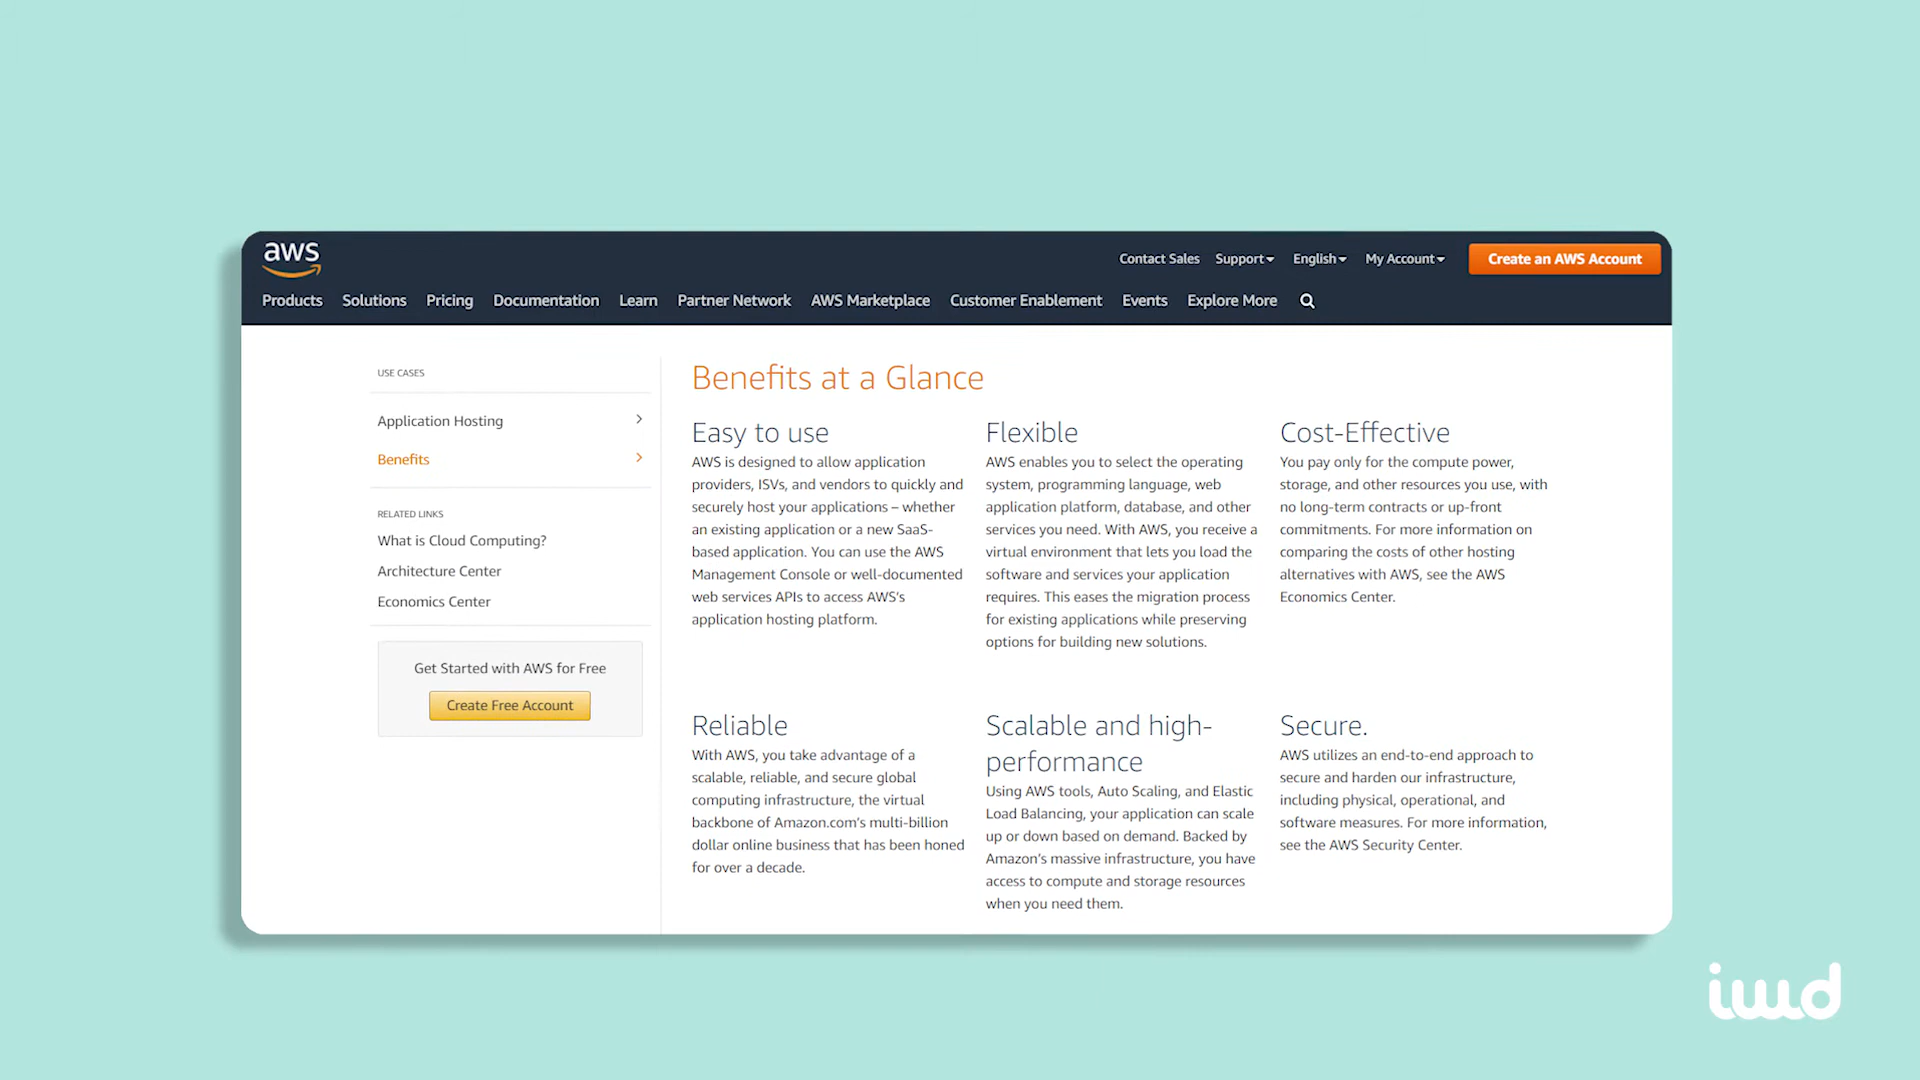 aws
Contact Sales Support English My Account Create an AWS Account
Products Solutions Pricing Documentation Learn Partner Network AWS Marketplace Customer Enablement Events Explore More
USE CASES
Application Hosting
Benefits
RELATED LINKS
What is Cloud Computing?
Architecture Center
Economics Center
Get Started with AWS for Free
Create Free Account
Benefits at a Glance
Easy to use
AWS is designed to allow application
providers, ISVs, and vendors to quickly and
securely host your applications – whether
an existing application or a new SaaS-
based application. You can use the AWS
Management Console or well-documented
web services APIs to access AWS’s
application hosting platform.
Flexible
AWS enables you to select the operating
system, programming language, web
application platform, database, and other
services you need. With AWS, you receive a
virtual environment that lets you load the
software and services your application
requires. This eases the migration process
for existing applications while preserving
options for building new solutions.
Cost-Effective
You pay only for the compute power,
storage, and other resources you use, with
no long-term contracts or up-front
commitments. For more information on
comparing the costs of other hosting
alternatives with AWS, see the AWS
Economics Center.
Reliable
With AWS, you take advantage of a
scalable, reliable, and secure global
computing infrastructure, the virtual
backbone of Amazon.com’s multi-billion
dollar online business that has been honed
for over a decade.
Scalable and high-
performance
Using AWS tools, Auto Scaling, and Elastic
Load Balancing, your application can scale
up or down based on demand. Backed by
Amazon’s massive infrastructure, you have
access to compute and storage resources
when you need them.
Secure.
AWS utilizes an end-to-end approach to
secure and harden our infrastructure,
including physical, operational, and
software measures. For more information,
see the AWS Security Center.
iwd